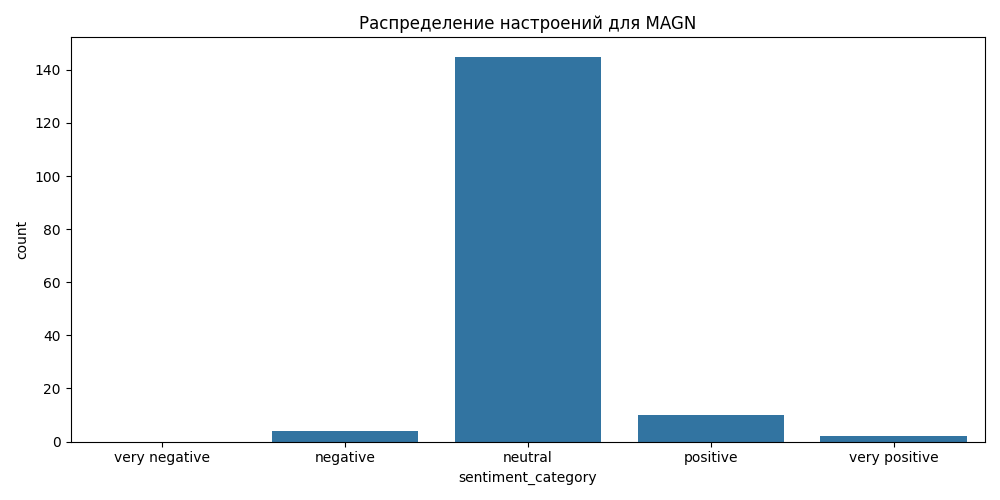 Распределение настроений для MAGN
140
120
100
80
60
40
20
0
count
very negative
negative
neutral
positive
very positive
sentiment_category